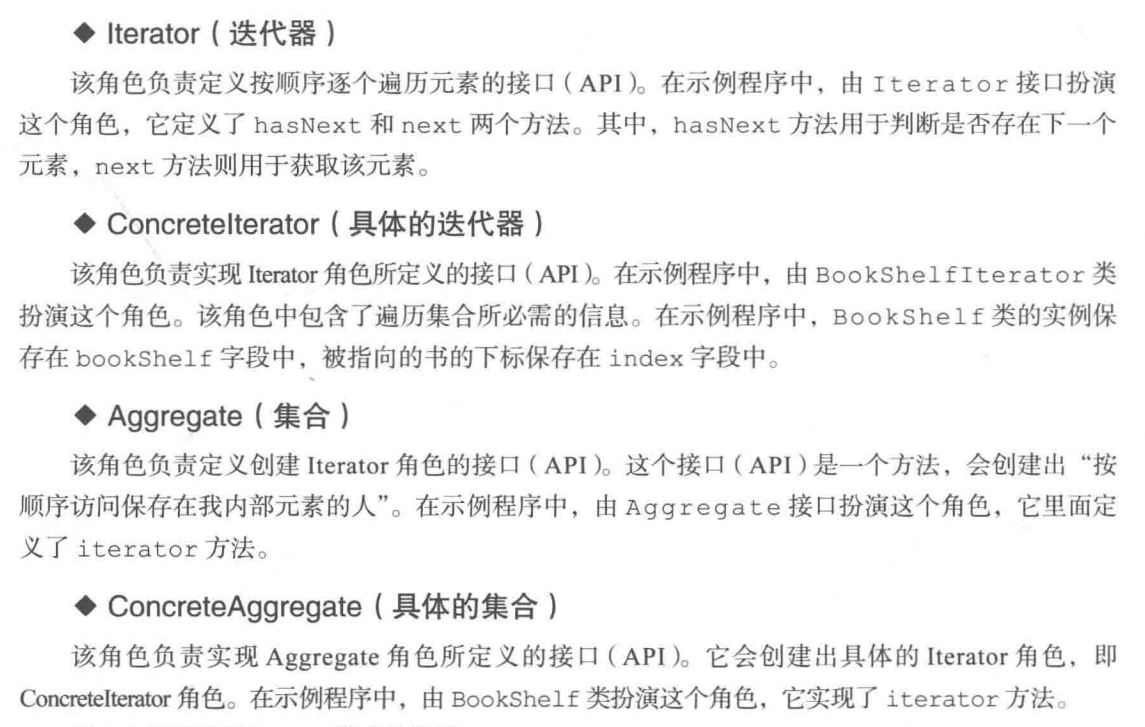 ◆ Iterator（迭代器）
该角色负责定义按顺序逐个遍历元素的接口（API）。在示例程序中，由 Iterator 接口扮演
这个角色，它定义了 hasNext 和 next 两个方法。其中，hasNext 方法用于判断是否存在下一个
元素，next 方法则用于获取该元素。
◆ ConcreteIterator（具体的迭代器）
该角色负责实现 Iterator 角色所定义的接口（API）。在示例程序中，由 BookShelfIterator 类
扮演这个角色。该角色中包含了遍历集合所必需的信息。在示例程序中，BookShelf 类的实例保
存在 bookShelf 字段中，被指向的书的下标保存在 index 字段中。
◆ Aggregate（集合）
该角色负责定义创建 Iterator 角色的接口（API）。这个接口（API）是一个方法，会创建出“按
顺序访问保存在我内部元素的人”。在示例程序中，由 Aggregate 接口扮演这个角色，它里面定
义了 iterator 方法。
◆ ConcreteAggregate（具体的集合）
该角色负责实现 Aggregate 角色所定义的接口（API）。它会创建出具体的 Iterator 角色，即
ConcreteIterator 角色。在示例程序中，由 BookShelf 类扮演这个角色，它实现了 iterator 方法。